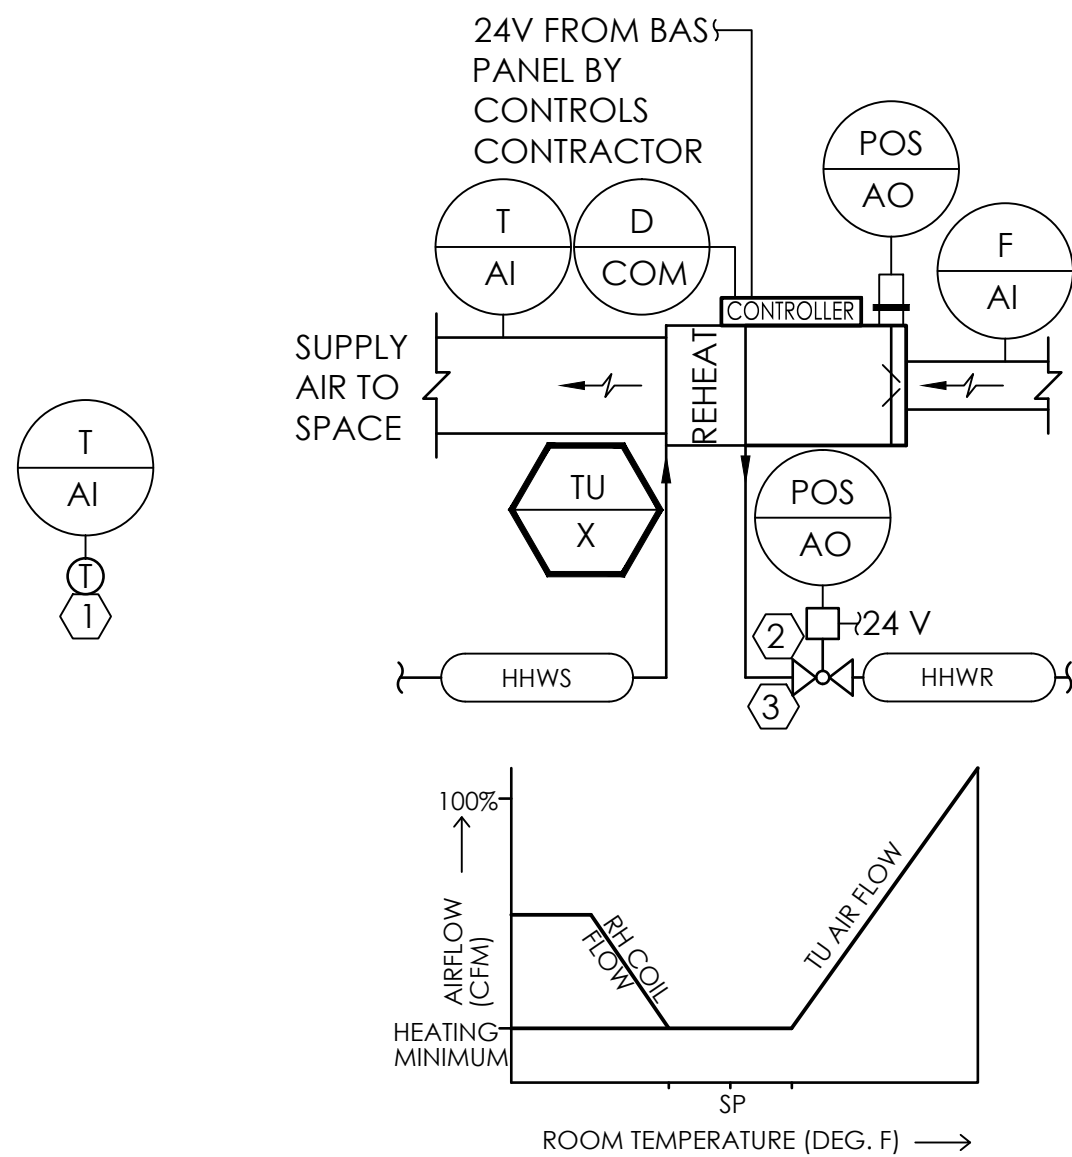 24V FROM BAS
PANEL BY
CONTROLS
CONTRACTOR
POS
AO
T
AI
D
COM
F
AI
CONTROLLER
SUPPLY
AIR TO
SPACE
REHEAT
T
AI
T
1
TU
X
POS
AO
2
24 V
HHWS
HHWR
3
100%
AIRFLOW
(CFM)
RH COIL
FLOW
TU AIR FLOW
HEATING
MINIMUM
SP
ROOM TEMPERATURE (DEG. F)